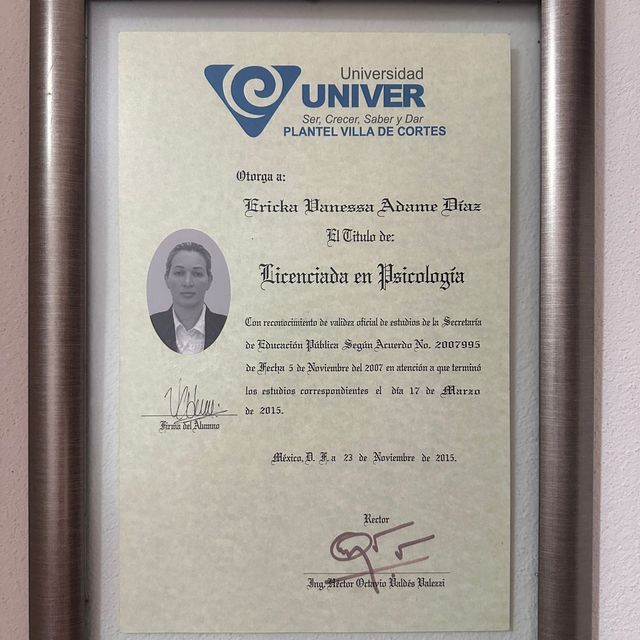 Universidad
UNIVER
Ser, Crecer, Saber y Dar
PLANTEL VILLA DE CORTES
Otorga a:
Ericka Vanessa Adame Díaz
El Título de:
Licenciada en Psicología
Con reconocimiento de validez oficial de estudios de la Secretaría
de Educación Pública Según Acuerdo No. 2007995
de Fecha 5 de Noviembre del 2007 en atención a que terminó
los estudios correspondientes el día 17 de Marzo
de 2015.
Firma del Alumno
México, D. F. a 23 de Noviembre de 2015.
Rector
Ing. Héctor Octavio Valdés Valezzi